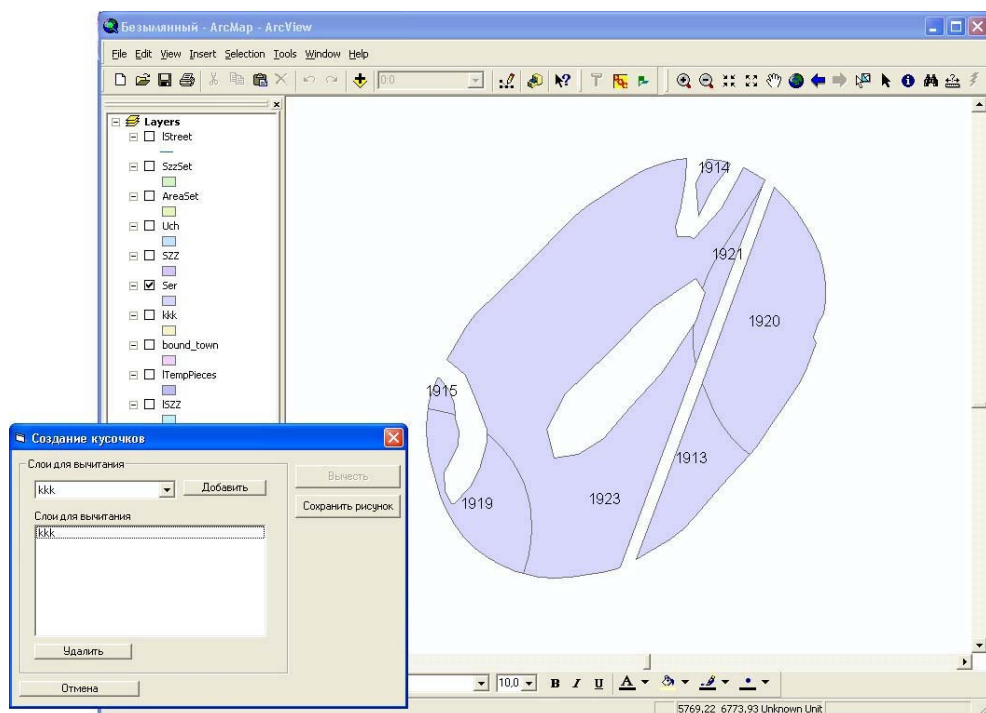 Безымянный - ArcMap - ArcView
File Edit View Insert Selection Tools Window Help
0:0
Layers
lStreet
SzzSet
AreaSet
Uch
SZZ
Ser
kkk
bound_town
lTempPieces
lSZZ
1914
1921
1920
1915
1913
1919
1923
Создание кусочков
Слои для вычитания
kkk
Добавить
Вычесть
Сохранить рисунок
Слои для вычитания
kkk
Удалить
Отмена
10,0 B I U A
5769,22 6773,93 Unknown Unit